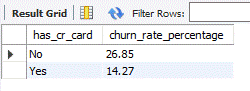 Result Grid Filter Rows:
has_cr_card churn_rate_percentage
No 26.85
Yes 14.27